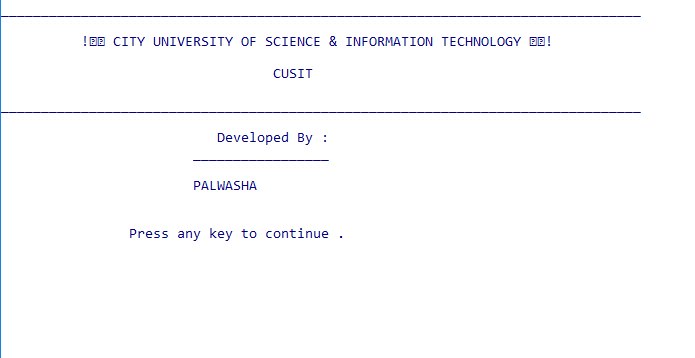 !⍰⍰ CITY UNIVERSITY OF SCIENCE & INFORMATION TECHNOLOGY ⍰⍰!
CUSIT
Developed By :
PALWASHA
Press any key to continue .